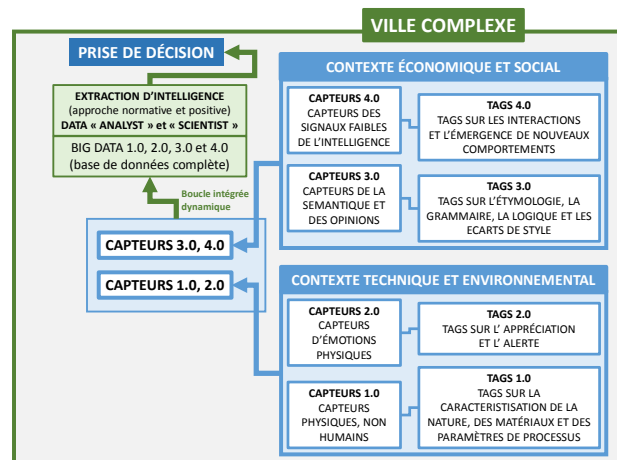 VILLE COMPLEXE
PRISE DE DÉCISION
EXTRACTION D'INTELLIGENCE
(approche normative et positive)
DATA « ANALYST » et « SCIENTIST »
BIG DATA 1.0, 2.0, 3.0 et 4.0
(base de données complète)
Boucle intégrée
dynamique
CAPTEURS 3.0, 4.0
CAPTEURS 1.0, 2.0
CONTEXTE ÉCONOMIQUE ET SOCIAL
CAPTEURS 4.0
CAPTEURS DES
SIGNAUX FAIBLES
DE L'INTELLIGENCE
TAGS 4.0
TAGS SUR LES INTERACTIONS
ET L'ÉMERGENCE DE NOUVEAUX
COMPORTEMENTS
CAPTEURS 3.0
CAPTEURS DE LA
SEMANTIQUE ET
DES OPINIONS
TAGS 3.0
TAGS SUR L'ÉTYMOLOGIE, LA
GRAMMAIRE, LA LOGIQUE ET LES
ECARTS DE STYLE
CONTEXTE TECHNIQUE ET ENVIRONNEMENTAL
CAPTEURS 2.0
CAPTEURS
D'ÉMOTIONS
PHYSIQUES
TAGS 2.0
TAGS SUR L' APPRÉCIATION
ET L' ALERTE
CAPTEURS 1.0
CAPTEURS
PHYSIQUES, NON
HUMAINS
TAGS 1.0
TAGS SUR LA
CARACTERISTISATION DE LA
NATURE, DES MATÉRIAUX ET DES
PARAMÈTRES DE PROCESSUS